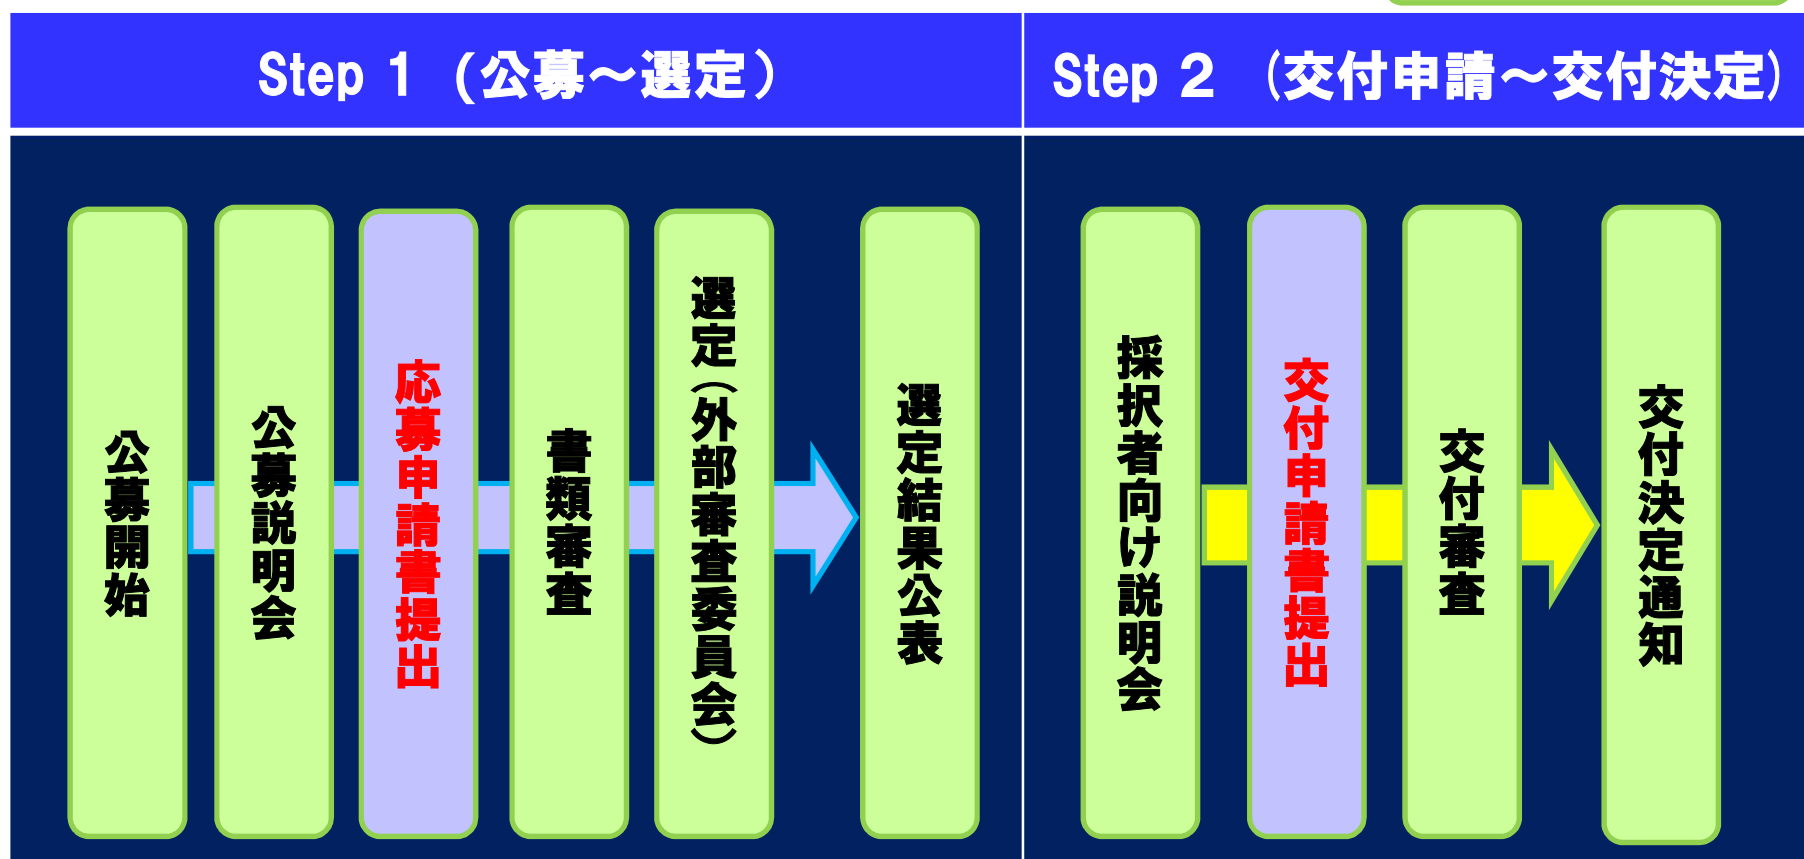 Step 1 (公募～選定)
Step 2 (交付申請～交付決定)
公募開始
公募説明会
応募申請書提出
書類審査
選定(外部審査委員会)
選定結果公表
採択者向け説明会
交付申請書提出
交付審査
交付決定通知